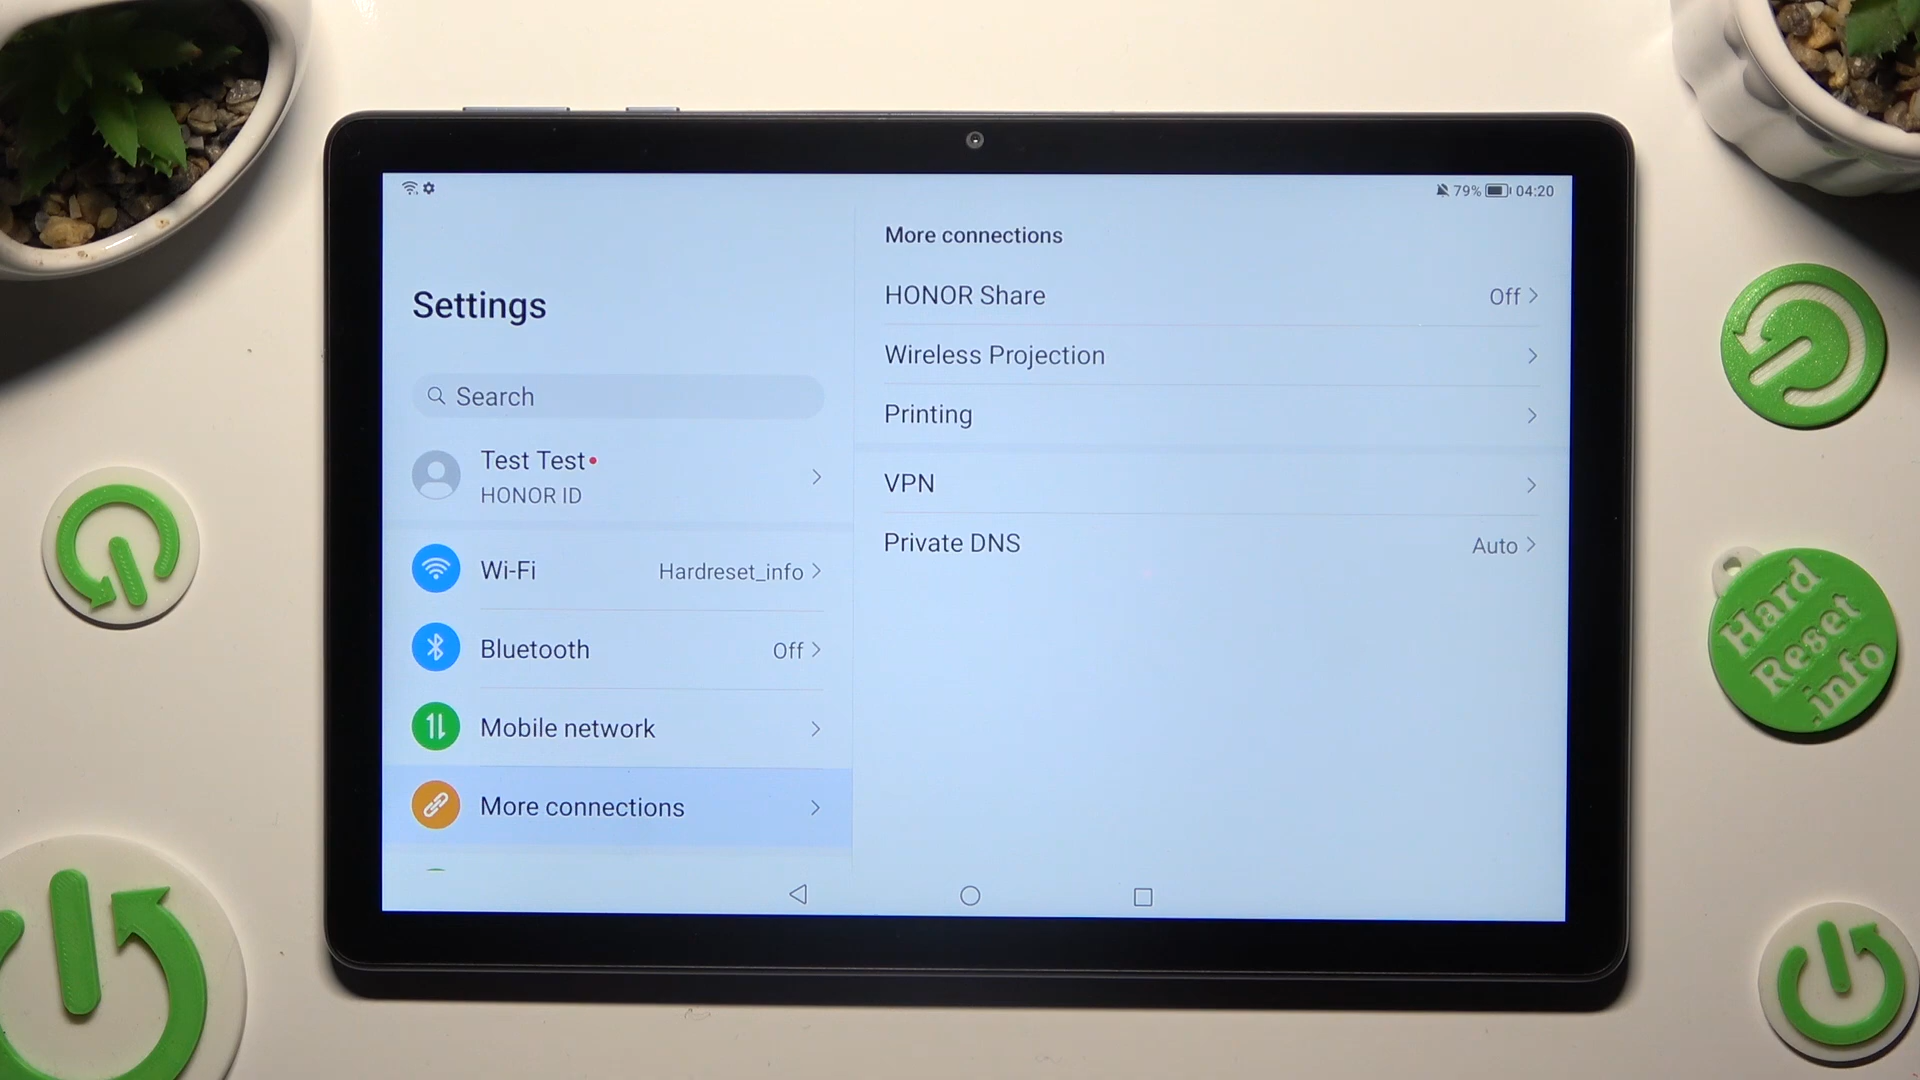 79% 04:20
Settings
Search
Test Test
HONOR ID
Wi-Fi Hardreset_info
Bluetooth Off
Mobile network
More connections
More connections
HONOR Share Off
Wireless Projection
Printing
VPN
Private DNS Auto
Hard
Reset
.info